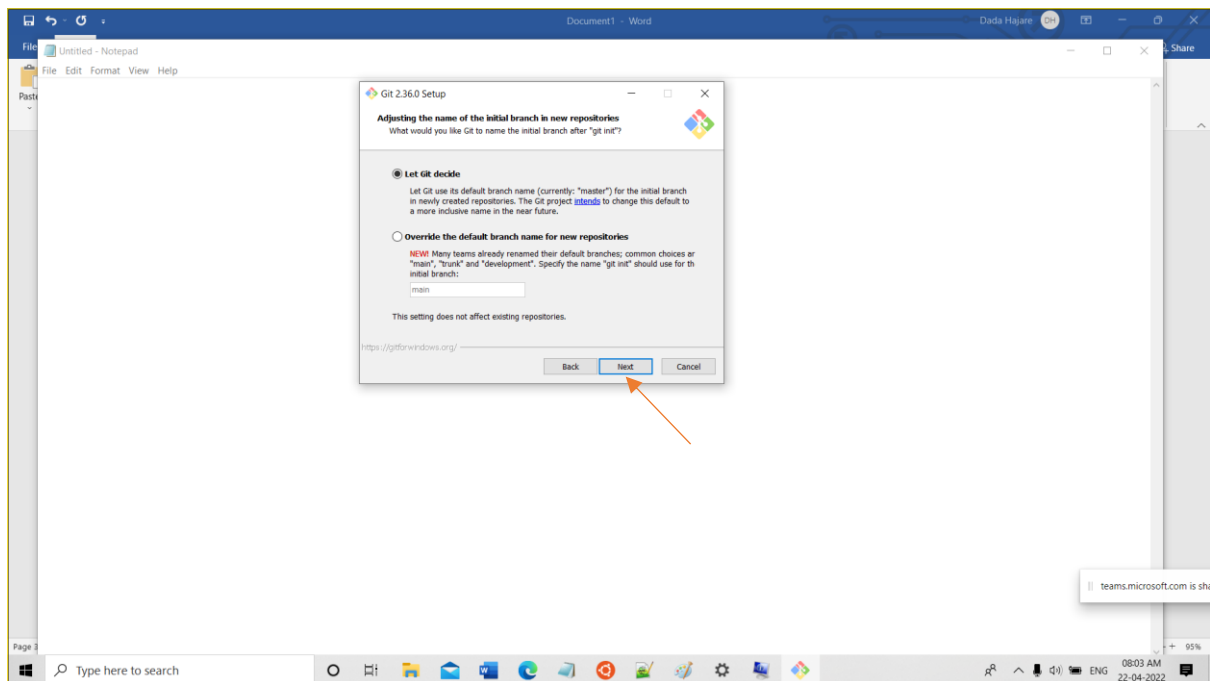 Document1 - Word
Dada Hajare
DH
File
Share
Untitled - Notepad
File Edit Format View Help
Paste
Git 2.36.0 Setup
Adjusting the name of the initial branch in new repositories
What would you like Git to name the initial branch after "git init"?
Let Git decide
Let Git use its default branch name (currently: "master") for the initial branch
in newly created repositories. The Git project intends to change this default to
a more inclusive name in the near future.
Override the default branch name for new repositories
NEW! Many teams already renamed their default branches; common choices ar
"main", "trunk" and "development". Specify the name "git init" should use for th
initial branch:
main
This setting does not affect existing repositories.
https://gitforwindows.org/
Back Next Cancel
teams.microsoft.com is sha
Page 3
95%
Type here to search
ENG
08:03 AM
22-04-2022